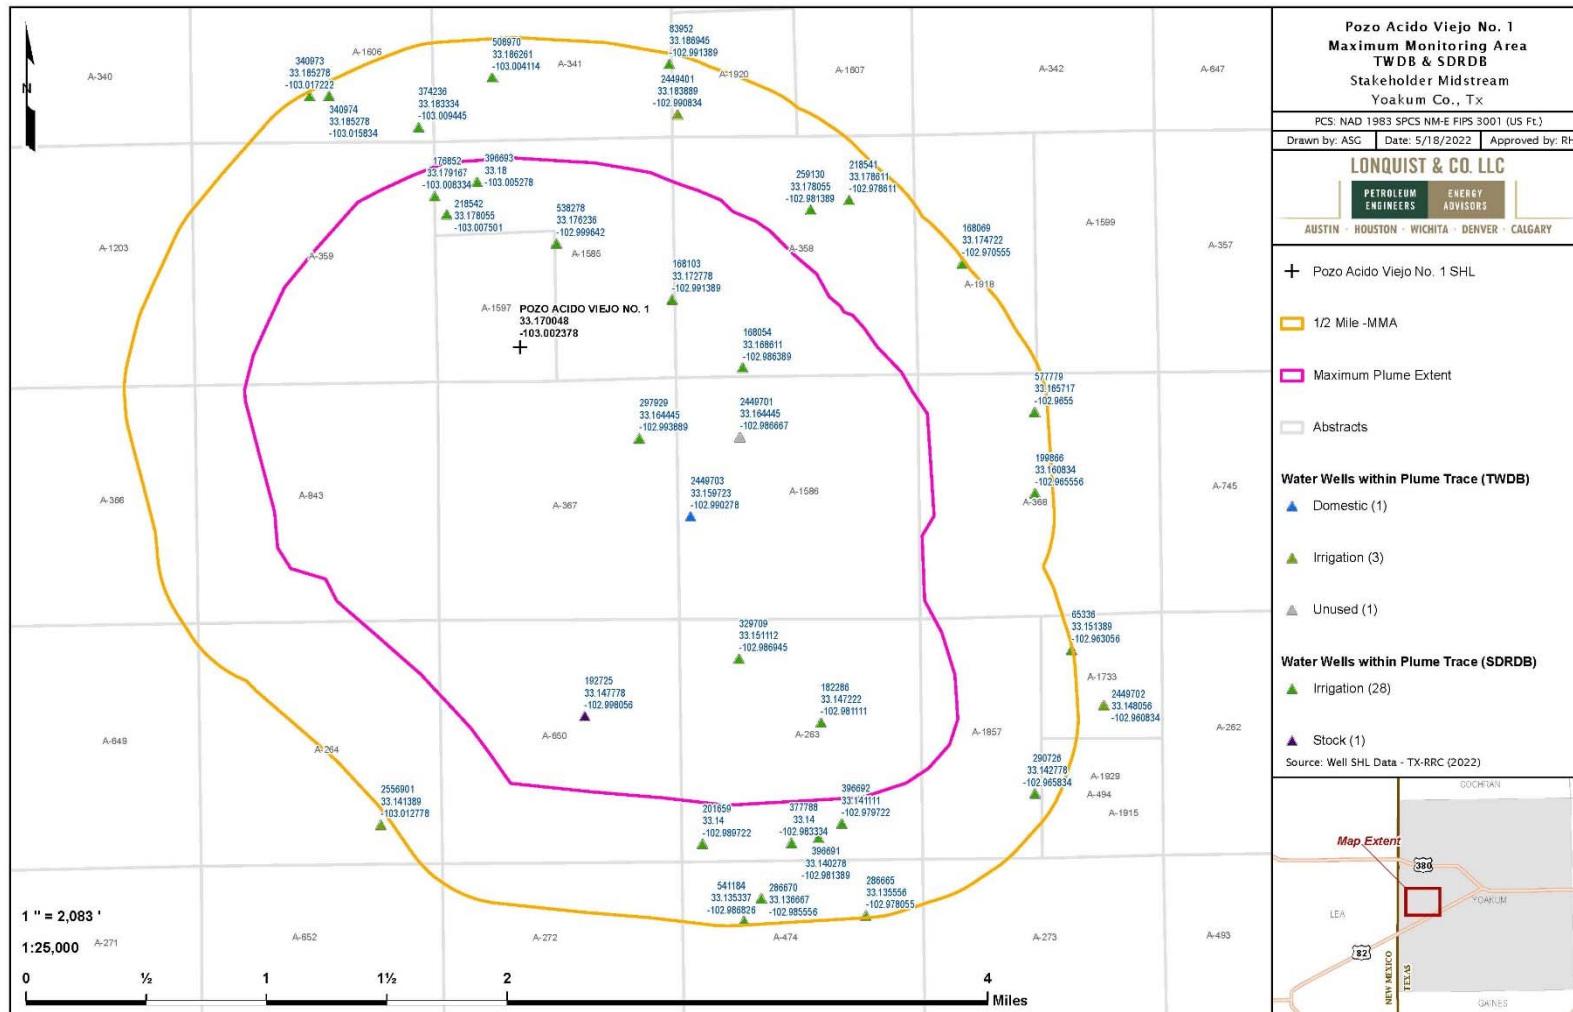 Pozo Acido Viejo No. 1
Maximum Monitoring Area
TWDB & SDRDB
Stakeholder Midstream
Yoakum Co., Tx
PCS: NAD 1983 SPCS NM-E FIPS 3001 (US Ft.)
Drawn by: ASG
Date: 5/18/2022
Approved by: RH
LONQUIST & CO. LLC
PETROLEUM
ENGINEERS
ENERGY
ADVISORS
AUSTIN · HOUSTON · WICHITA · DENVER · CALGARY
Pozo Acido Viejo No. 1 SHL
1/2 Mile -MMA
Maximum Plume Extent
Abstracts
Water Wells within Plume Trace (TWDB)
Domestic (1)
Irrigation (3)
Unused (1)
Water Wells within Plume Trace (SDRDB)
Irrigation (28)
Stock (1)
Source: Well SHL Data - TX-RRC (2022)
COCHRAN
Map Extent
380
YOAKUM
LEA
82
NEW MEXICO
TEXAS
GAINES
N
A-340
A-1606
340973
33.185278
-103.017222
340974
33.185278
-103.015834
374236
33.183334
-103.009445
508970
33.186261
-103.004114
A-341
83952
33.186945
-102.991389
2449401
33.183889
-102.990834
A-1920
A-1607
A-342
A-647
176852
33.179167
-103.008334
396693
33.18
-103.005278
218542
33.178055
-103.007501
538278
33.176236
-102.999642
A-1585
259130
33.178055
-102.981389
218541
33.178611
-102.978611
168069
33.174722
-102.970555
A-1599
A-1203
A-359
A-358
A-357
A-1918
168103
33.172778
-102.991389
A-1597
POZO ACIDO VIEJO NO. 1
33.170048
-103.002378
168054
33.168611
-102.986389
577779
33.165717
-102.9655
297929
33.164445
-102.993889
2449701
33.164445
-102.986667
199866
33.160834
-102.965556
2449703
33.159723
-102.990278
A-366
A-843
A-367
A-1586
A-368
A-745
329709
33.151112
-102.986945
65336
33.151389
-102.963056
192725
33.147778
-102.998056
182286
33.147222
-102.981111
A-1733
2449702
33.148056
-102.960834
A-649
A-264
A-650
A-263
A-1857
A-262
290726
33.142778
-102.965834
A-1929
A-494
A-1915
2556901
33.141389
-103.012778
201659
33.14
-102.989722
377788
33.14
-102.983334
396692
33.141111
-102.979722
396691
33.140278
-102.981389
541184
33.135337
-102.986826
286670
33.136667
-102.985556
286665
33.135556
-102.978055
1 " = 2,083 '
1:25,000
A-271
A-652
A-272
A-474
A-273
A-493
0
½
1
1½
2
4
Miles